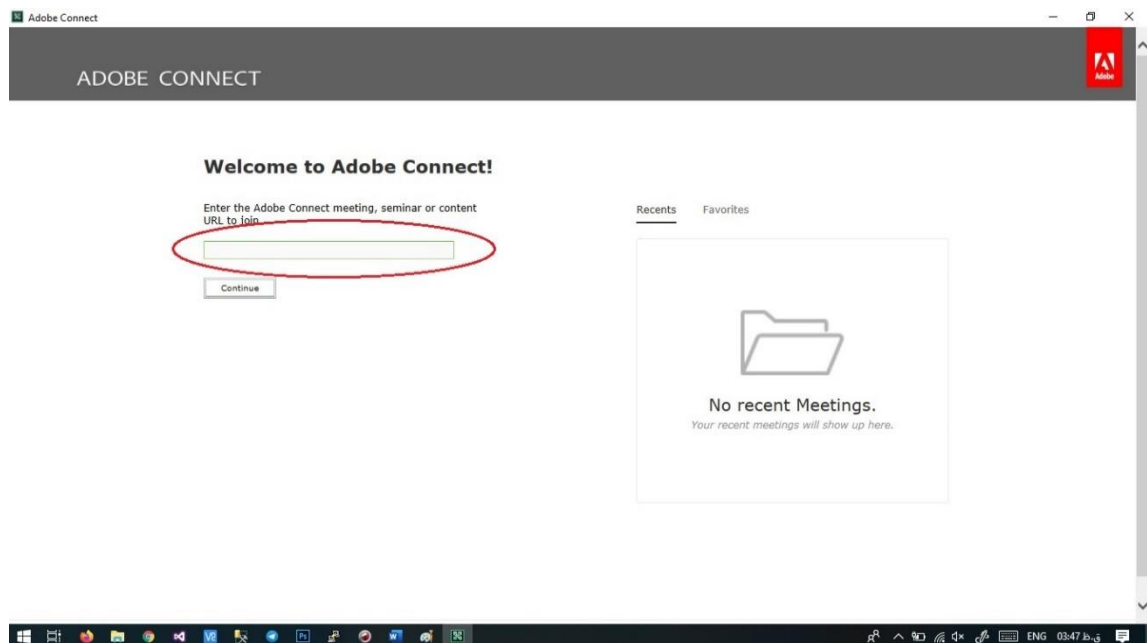 Adobe Connect
ADOBE CONNECT
Adobe
Welcome to Adobe Connect!
Enter the Adobe Connect meeting, seminar or content
URL to join
Continue
Recents Favorites
No recent Meetings.
Your recent meetings will show up here.
Ps
ENG 03:47 ق.ظ